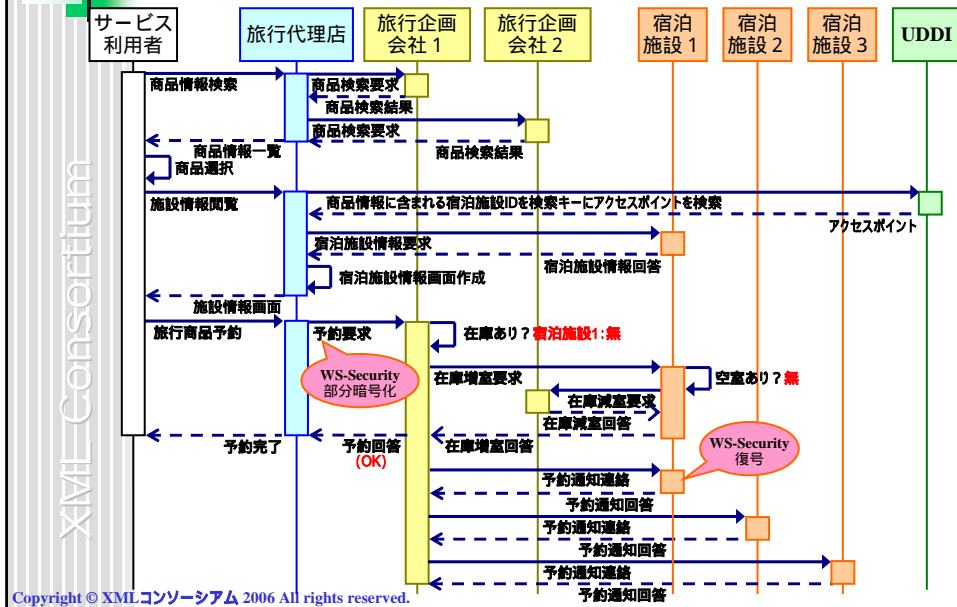 サービス
利用者
旅行代理店
旅行企画
会社 1
旅行企画
会社 2
宿泊
施設 1
宿泊
施設 2
宿泊
施設 3
UDDI
商品情報検索
商品検索要求
商品検索結果
商品検索要求
商品情報一覧
商品検索結果
商品選択
施設情報閲覧
商品情報に含まれる宿泊施設IDを検索キーにアクセスポイントを検索
アクセスポイント
宿泊施設情報要求
宿泊施設情報回答
宿泊施設情報画面作成
施設情報画面
旅行商品予約
予約要求
在庫あり？宿泊施設1:無
WS-Security
部分暗号化
在庫増室要求
空室あり？無
在庫減室要求
在庫減室回答
予約完了
予約回答
(OK)
在庫増室回答
WS-Security
復号
予約通知連絡
予約通知回答
予約通知連絡
予約通知回答
予約通知連絡
予約通知回答
XML Consortium
Copyright © XMLコンソーシアム 2006 All rights reserved.